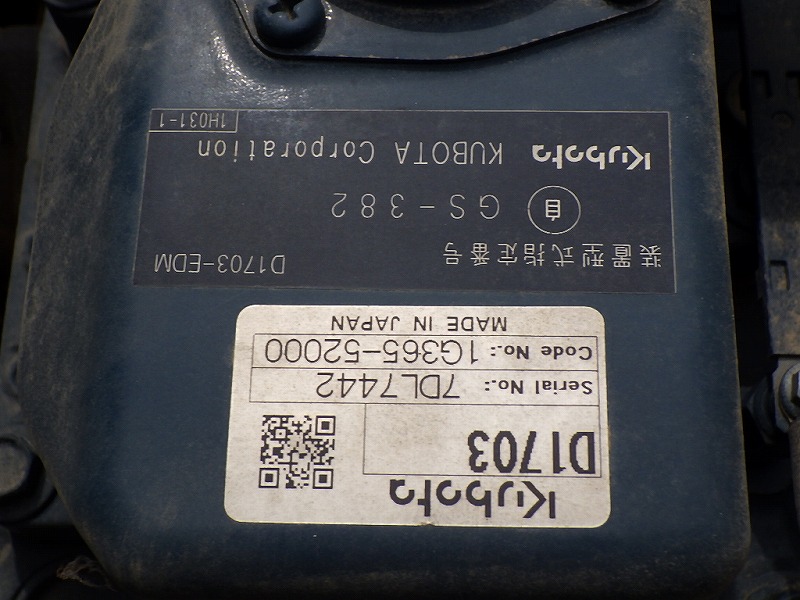 Kubota
D1703
Serial No.: 7DL7442
Code No.: 1G365-52000
MADE IN JAPAN
装置型式指定番号 D1703-EDM
自 GS-382
Kubota KUBOTA Corporation
1H031-1